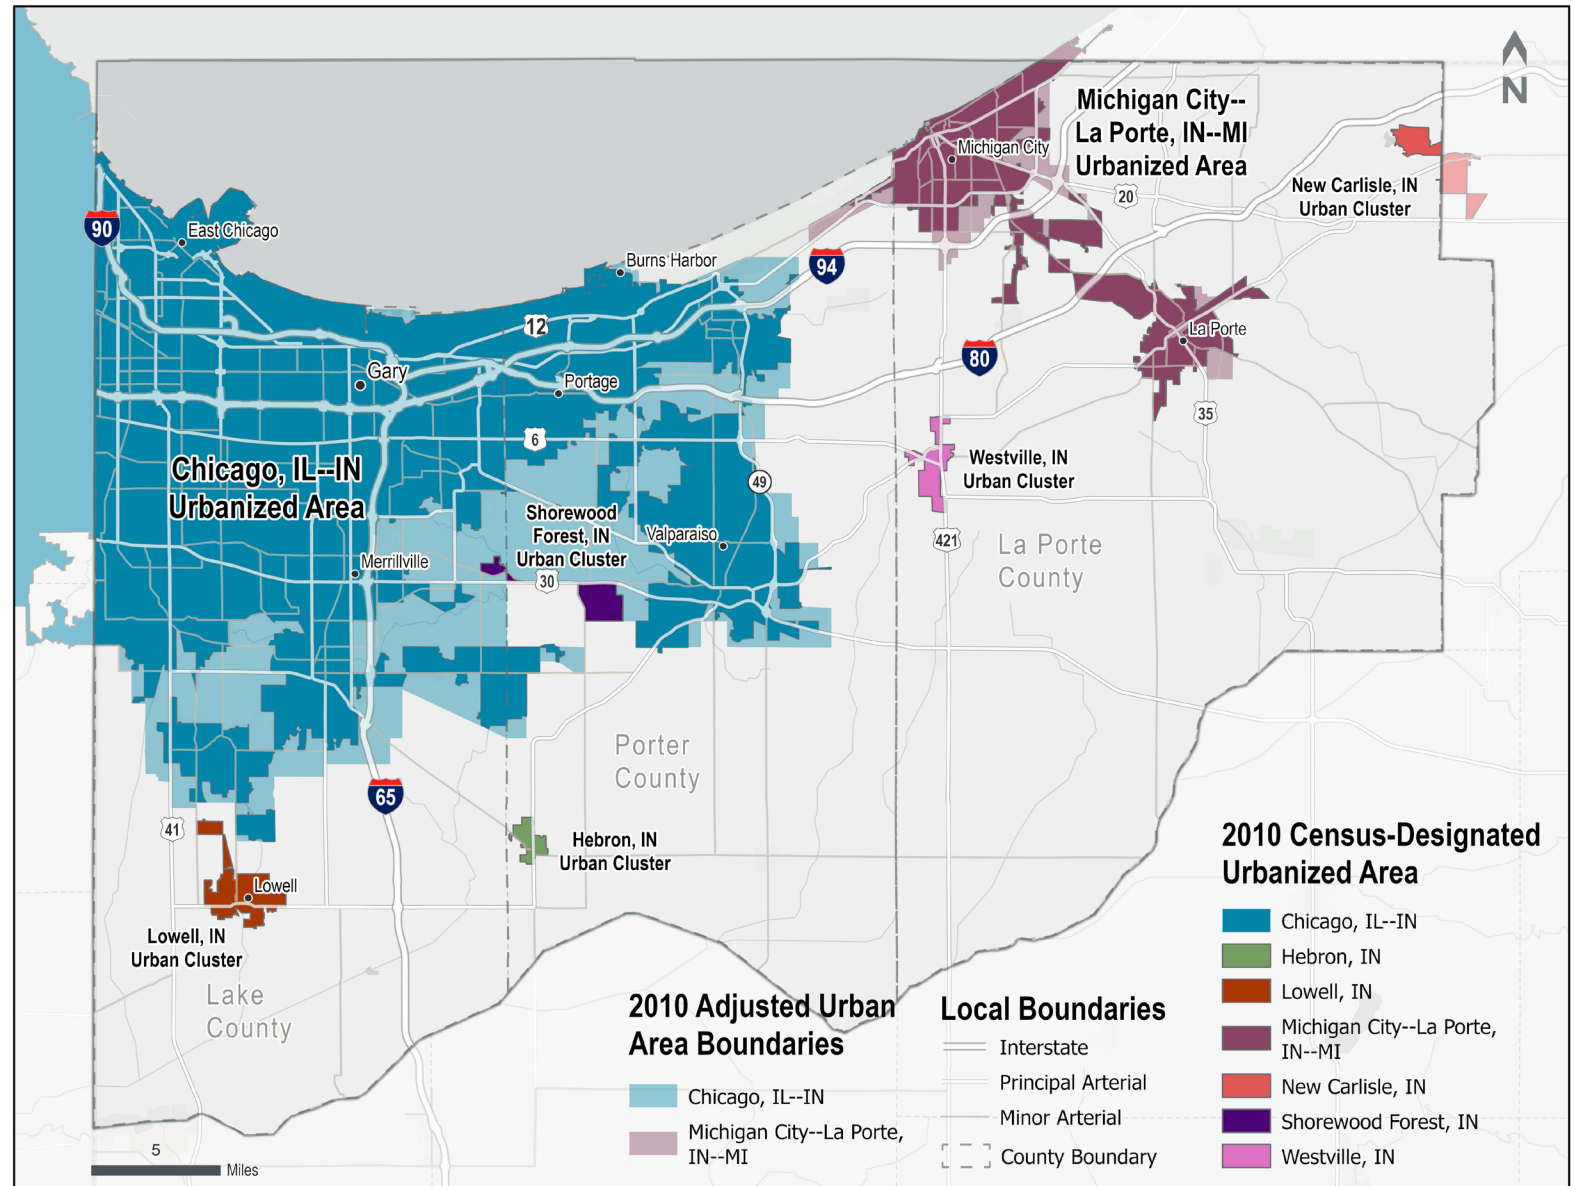 N
Michigan City--
La Porte, IN--MI
Urbanized Area
Michigan City
New Carlisle, IN
Urban Cluster
20
90
East Chicago
Burns Harbor
94
12
La Porte
80
Gary
Portage
35
6
Chicago, IL--IN
Urbanized Area
Westville, IN
Urban Cluster
49
Shorewood
Forest, IN
Urban Cluster
Valparaiso
421
La Porte
County
Merrillville
30
Porter
County
65
41
Hebron, IN
Urban Cluster
Lowell
Lowell, IN
Urban Cluster
Lake
County
5
Miles
2010 Adjusted Urban
Area Boundaries
Chicago, IL--IN
Michigan City--La Porte,
IN--MI
Local Boundaries
Interstate
Principal Arterial
Minor Arterial
County Boundary
2010 Census-Designated
Urbanized Area
Chicago, IL--IN
Hebron, IN
Lowell, IN
Michigan City--La Porte,
IN--MI
New Carlisle, IN
Shorewood Forest, IN
Westville, IN